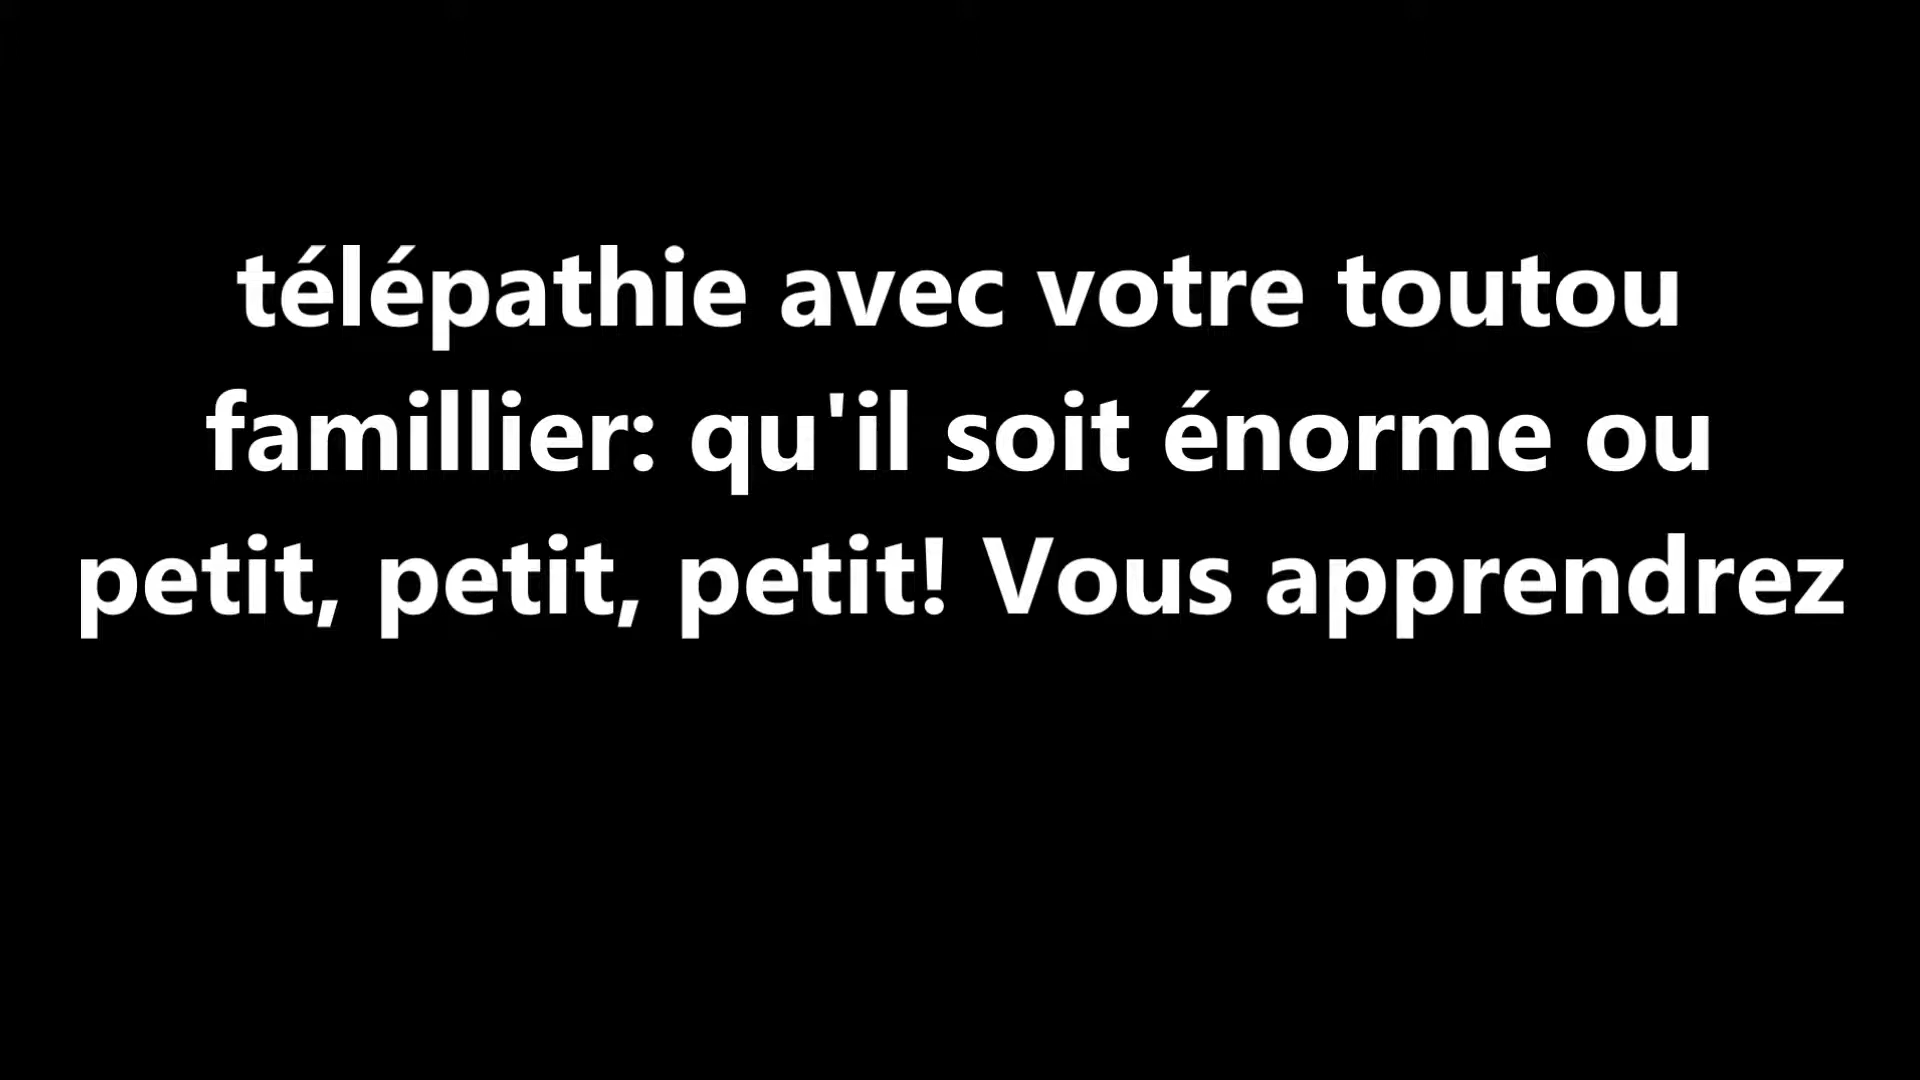 télépathie avec votre toutou
famillier: qu'il soit énorme ou
petit, petit, petit! Vous apprendrez